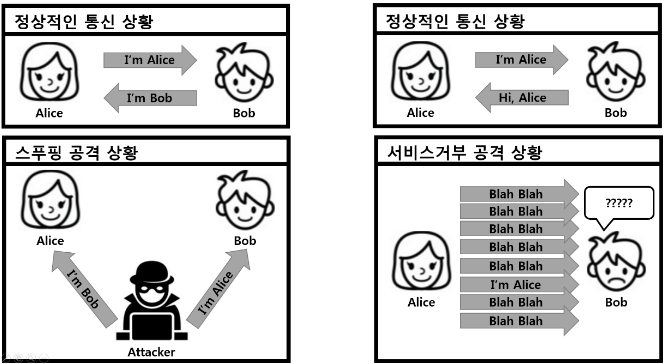 정상적인 통신 상황
I'm Alice
I'm Bob
Alice
Bob
스푸핑 공격 상황
Alice
Bob
I'm Bob
I'm Alice
Attacker
정상적인 통신 상황
I'm Alice
Hi, Alice
Alice
Bob
서비스거부 공격 상황
Blah Blah
?????
Blah Blah
Blah Blah
Blah Blah
Blah Blah
I'm Alice
Blah Blah
Blah Blah
Alice
Bob